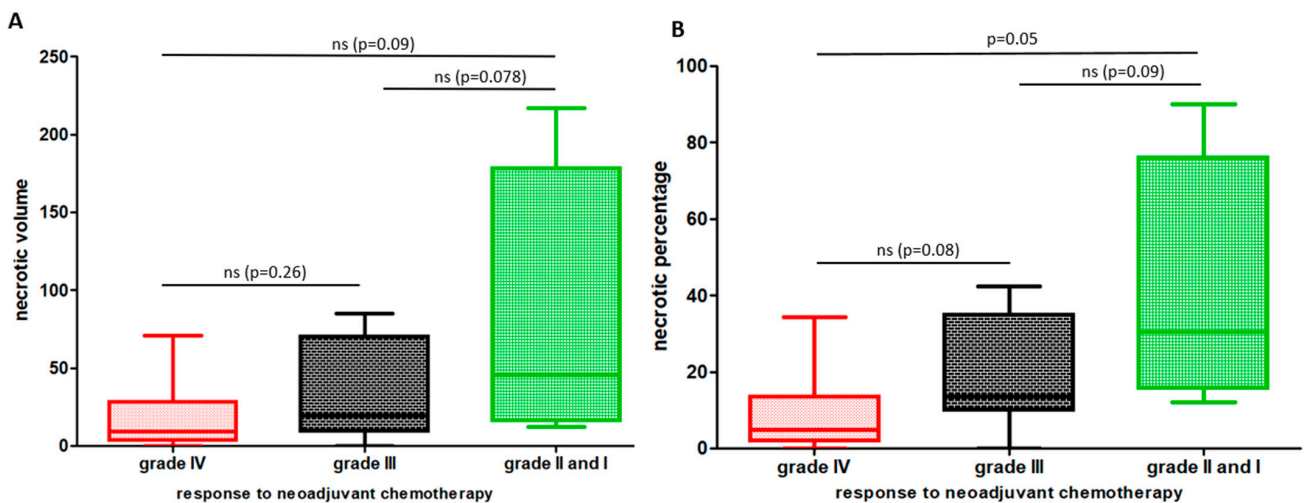 A
ns (p=0.09)
ns (p=0.078)
ns (p=0.26)
250
200
150
100
50
0
necrotic volume
grade IV grade III grade II and I
response to neoadjuvant chemotherapy
B
p=0.05
ns (p=0.09)
ns (p=0.08)
100
80
60
40
20
0
necrotic percentage
grade IV grade III grade II and I
response to neoadjuvant chemotherapy